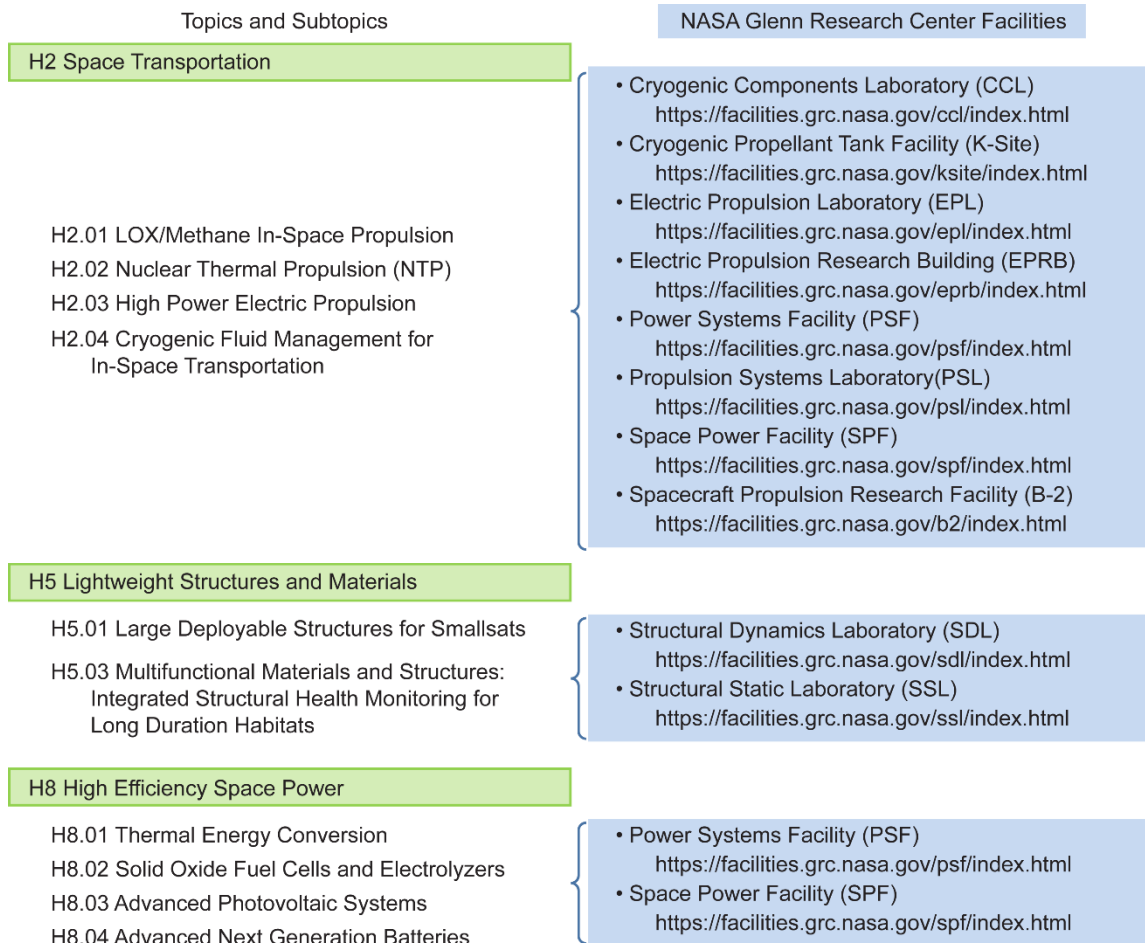 Topics and Subtopics
NASA Glenn Research Center Facilities
H2 Space Transportation
H2.01 LOX/Methane In-Space Propulsion
H2.02 Nuclear Thermal Propulsion (NTP)
H2.03 High Power Electric Propulsion
H2.04 Cryogenic Fluid Management for
In-Space Transportation
• Cryogenic Components Laboratory (CCL)
https://facilities.grc.nasa.gov/ccl/index.html
• Cryogenic Propellant Tank Facility (K-Site)
https://facilities.grc.nasa.gov/ksite/index.html
• Electric Propulsion Laboratory (EPL)
https://facilities.grc.nasa.gov/epl/index.html
• Electric Propulsion Research Building (EPRB)
https://facilities.grc.nasa.gov/eprb/index.html
• Power Systems Facility (PSF)
https://facilities.grc.nasa.gov/psf/index.html
• Propulsion Systems Laboratory(PSL)
https://facilities.grc.nasa.gov/psl/index.html
• Space Power Facility (SPF)
https://facilities.grc.nasa.gov/spf/index.html
• Spacecraft Propulsion Research Facility (B-2)
https://facilities.grc.nasa.gov/b2/index.html
H5 Lightweight Structures and Materials
H5.01 Large Deployable Structures for Smallsats
H5.03 Multifunctional Materials and Structures:
Integrated Structural Health Monitoring for
Long Duration Habitats
• Structural Dynamics Laboratory (SDL)
https://facilities.grc.nasa.gov/sdl/index.html
• Structural Static Laboratory (SSL)
https://facilities.grc.nasa.gov/ssl/index.html
H8 High Efficiency Space Power
H8.01 Thermal Energy Conversion
H8.02 Solid Oxide Fuel Cells and Electrolyzers
H8.03 Advanced Photovoltaic Systems
H8.04 Advanced Next Generation Batteries
• Power Systems Facility (PSF)
https://facilities.grc.nasa.gov/psf/index.html
• Space Power Facility (SPF)
https://facilities.grc.nasa.gov/spf/index.html